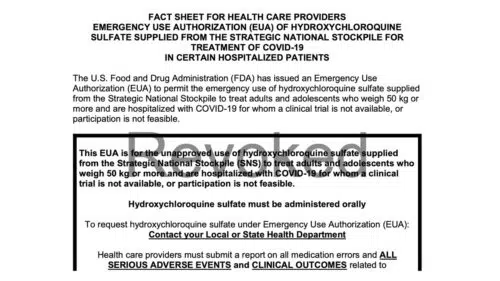 FACT SHEET FOR HEALTH CARE PROVIDERS
EMERGENCY USE AUTHORIZATION (EUA) OF HYDROXYCHLOROQUINE
SULFATE SUPPLIED FROM THE STRATEGIC NATIONAL STOCKPILE FOR
TREATMENT OF COVID-19
IN CERTAIN HOSPITALIZED PATIENTS
The U.S. Food and Drug Administration (FDA) has issued an Emergency Use
Authorization (EUA) to permit the emergency use of hydroxychloroquine sulfate supplied
from the Strategic National Stockpile to treat adults and adolescents who weigh 50 kg or
more and are hospitalized with COVID-19 for whom a clinical trial is not available, or
participation is not feasible.
This EUA is for the unapproved use of hydroxychloroquine sulfate supplied
from the Strategic National Stockpile (SNS) to treat adults and adolescents who
weigh 50 kg or more and are hospitalized with COVID-19 for whom a clinical
trial is not available, or participation is not feasible.
Revoked
Hydroxychloroquine sulfate must be administered orally
To request hydroxychloroquine sulfate under Emergency Use Authorization (EUA):
Contact your Local or State Health Department
Health care providers must submit a report on all medication errors and ALL
SERIOUS ADVERSE EVENTS and CLINICAL OUTCOMES related to